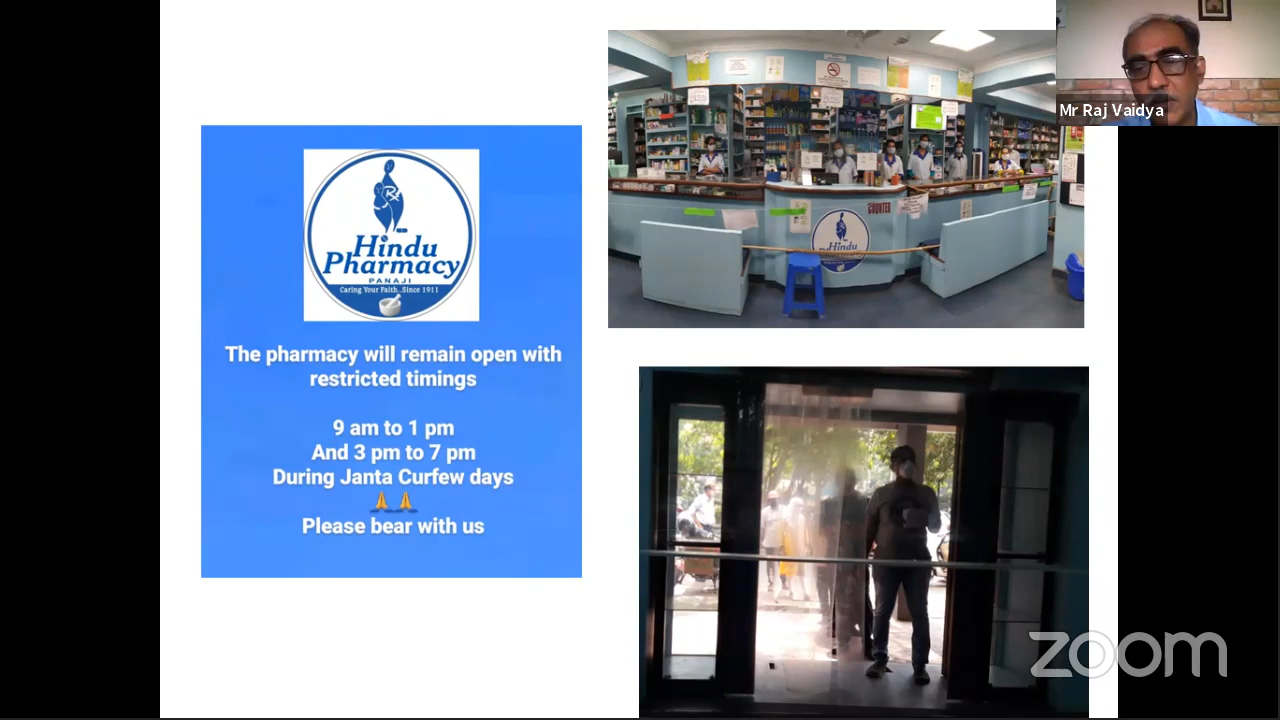 Mr Raj Vaidya
Rx
Hindu
Pharmacy
PANAJI
Caring Your Faith..Since 1911
The pharmacy will remain open with
restricted timings
9 am to 1 pm
And 3 pm to 7 pm
During Janta Curfew days
🙏🙏
Please bear with us
COUNTER
Hindu
Pharmacy
zoom